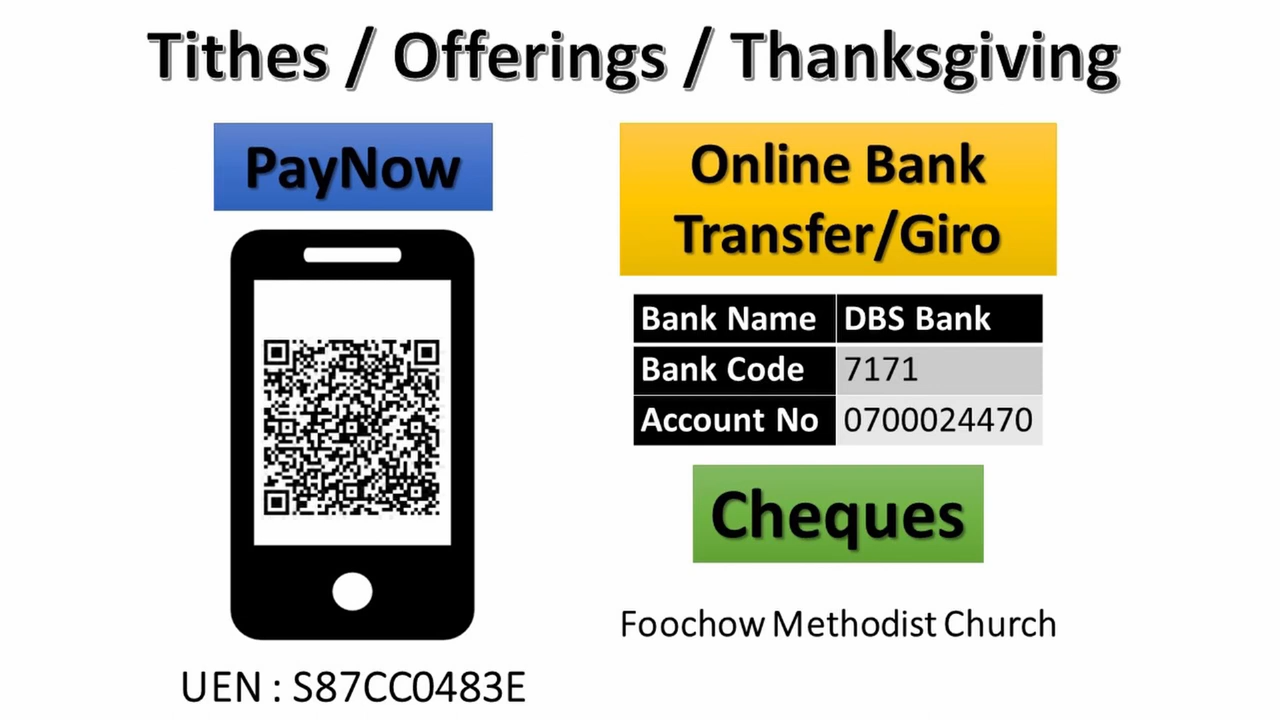 Tithes / Offerings / Thanksgiving
PayNow
UEN : S87CC0483E
Online Bank
Transfer/Giro
Bank Name DBS Bank
Bank Code 7171
Account No 0700024470
Cheques
Foochow Methodist Church